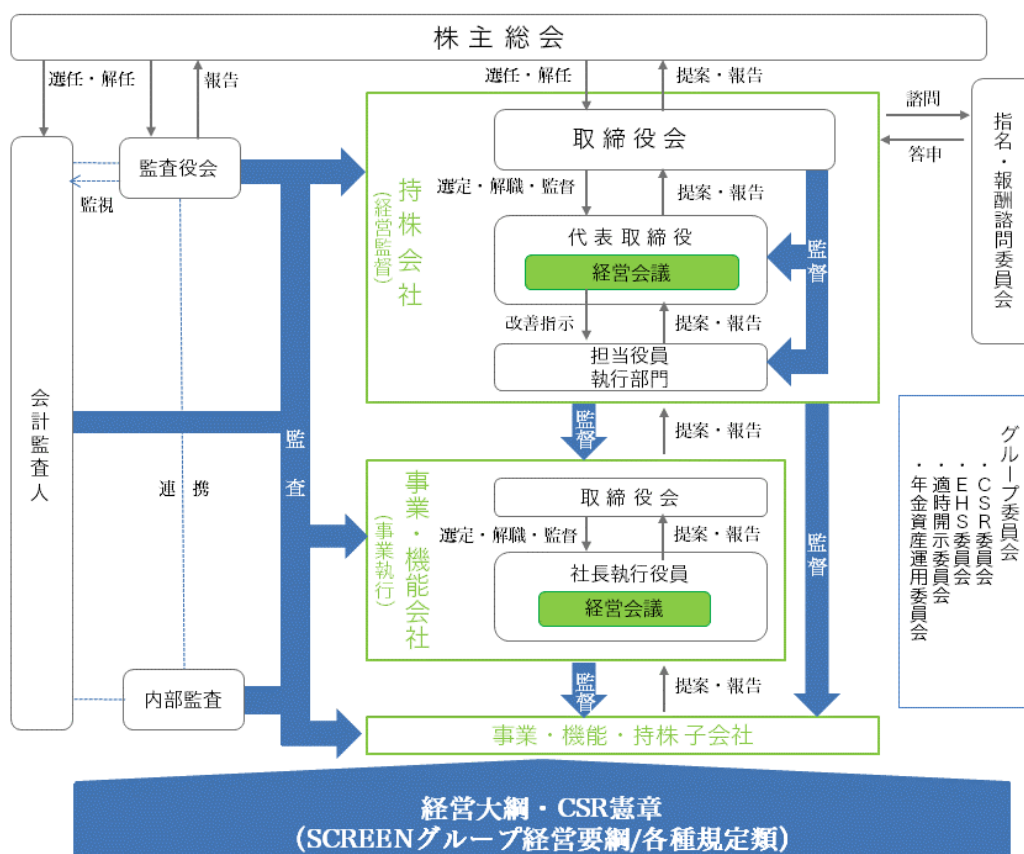 株主総会
選任・解任
報告
選任・解任
提案・報告
諮問
答申
指名・報酬諮問委員会
会計監査人
監査役会
監視
連携
内部監査
監査
持株会社
(経営監督)
取締役会
選定・解職・監督
提案・報告
代表取締役
経営会議
監督
改善指示
提案・報告
担当役員
執行部門
監督
提案・報告
監督
事業・機能会社
(事業執行)
取締役会
選定・解職・監督
提案・報告
社長執行役員
経営会議
監督
提案・報告
事業・機能・持株 子会社
グループ委員会
・CSR委員会
・EHS委員会
・適時開示委員会
・年金資産運用委員会
経営大綱・CSR憲章
(SCREENグループ経営要綱/各種規定類)